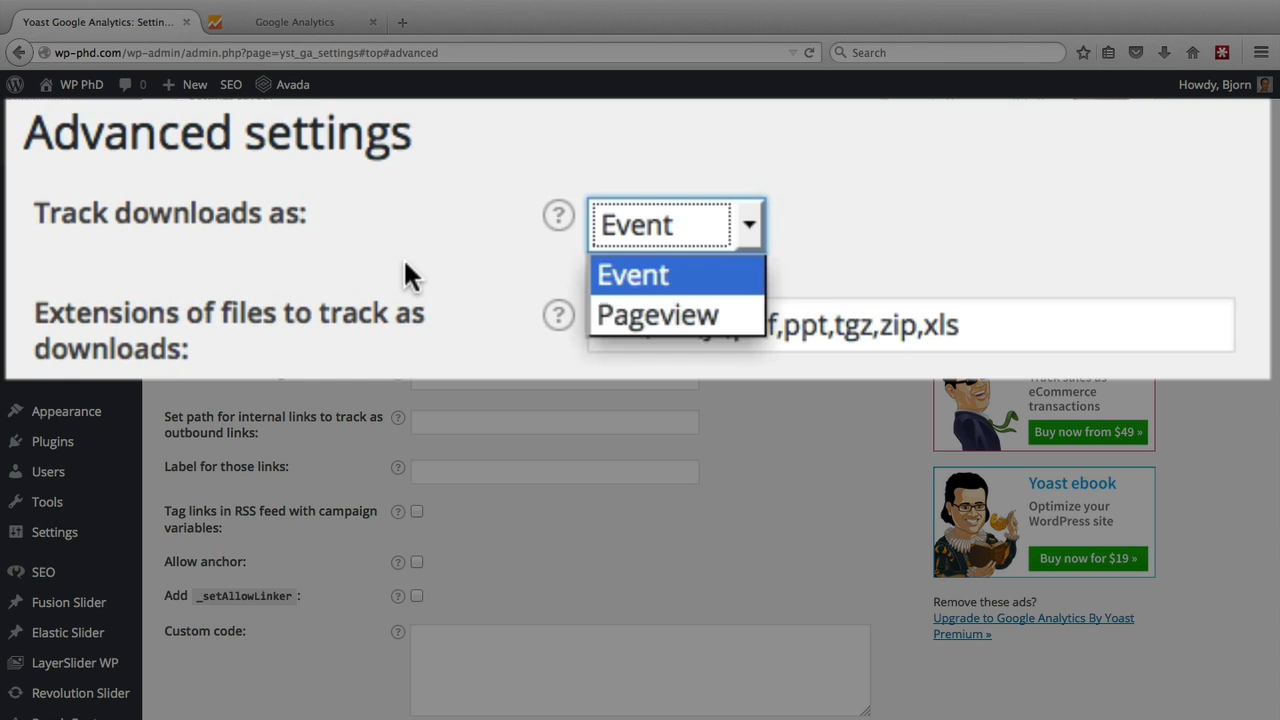 Yoast Google Analytics: Settin...
Google Analytics
wp-phd.com/wp-admin/admin.php?page=yst_ga_settings#top#advanced
Search
WP PhD
0
New
SEO
Avada
Howdy, Bjorn
Advanced settings
Track downloads as:
?
Event
Event
Pageview
Extensions of files to track as
downloads:
?
f,ppt,tgz,zip,xls
Appearance
Plugins
Users
Tools
Settings
SEO
Fusion Slider
Elastic Slider
LayerSlider WP
Revolution Slider
Set path for internal links to track as
outbound links:
?
Label for those links:
?
Tag links in RSS feed with campaign
variables:
?
Allow anchor:
?
Add _setAllowLinker :
?
Custom code:
?
Track sales as
eCommerce
transactions
Buy now from $49 »
Yoast ebook
Optimize your
WordPress site
Buy now for $19 »
Remove these ads?
Upgrade to Google Analytics By Yoast
Premium »